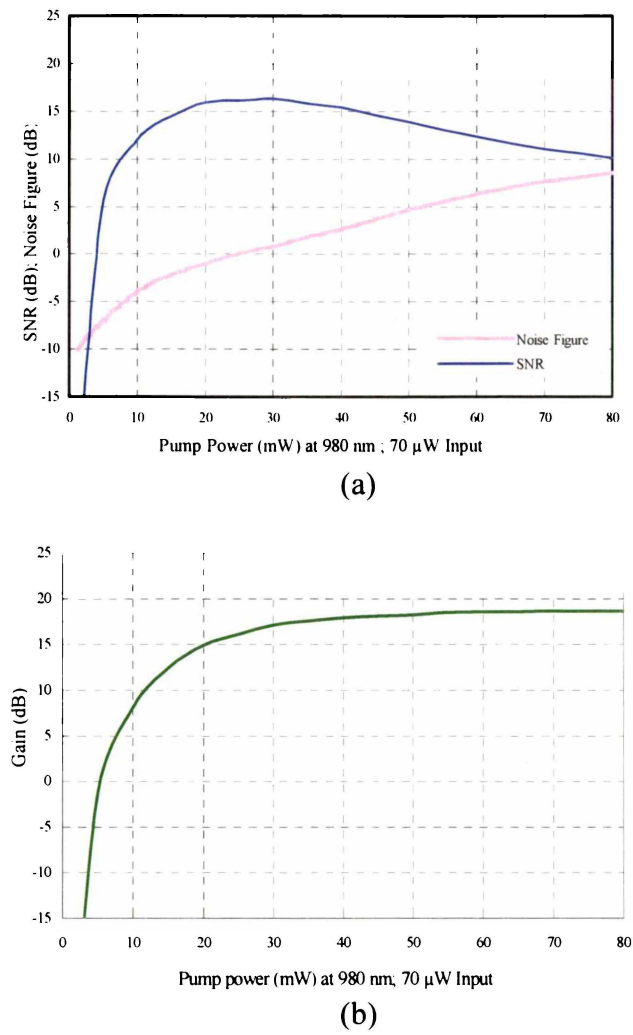 25
20
15
10
5
0
-5
-10
-15
SNR (dB); Noise Figure (dB;
Noise Figure
SNR
0 10 20 30 40 50 60 70 80
Pump Power (mW) at 980 nm ; 70 µW Input
(a)
25
20
15
10
5
0
-5
-10
-15
Gain (dB)
0 10 20 30 40 50 60 70 80
Pump power (mW) at 980 nm; 70 µW Input
(b)